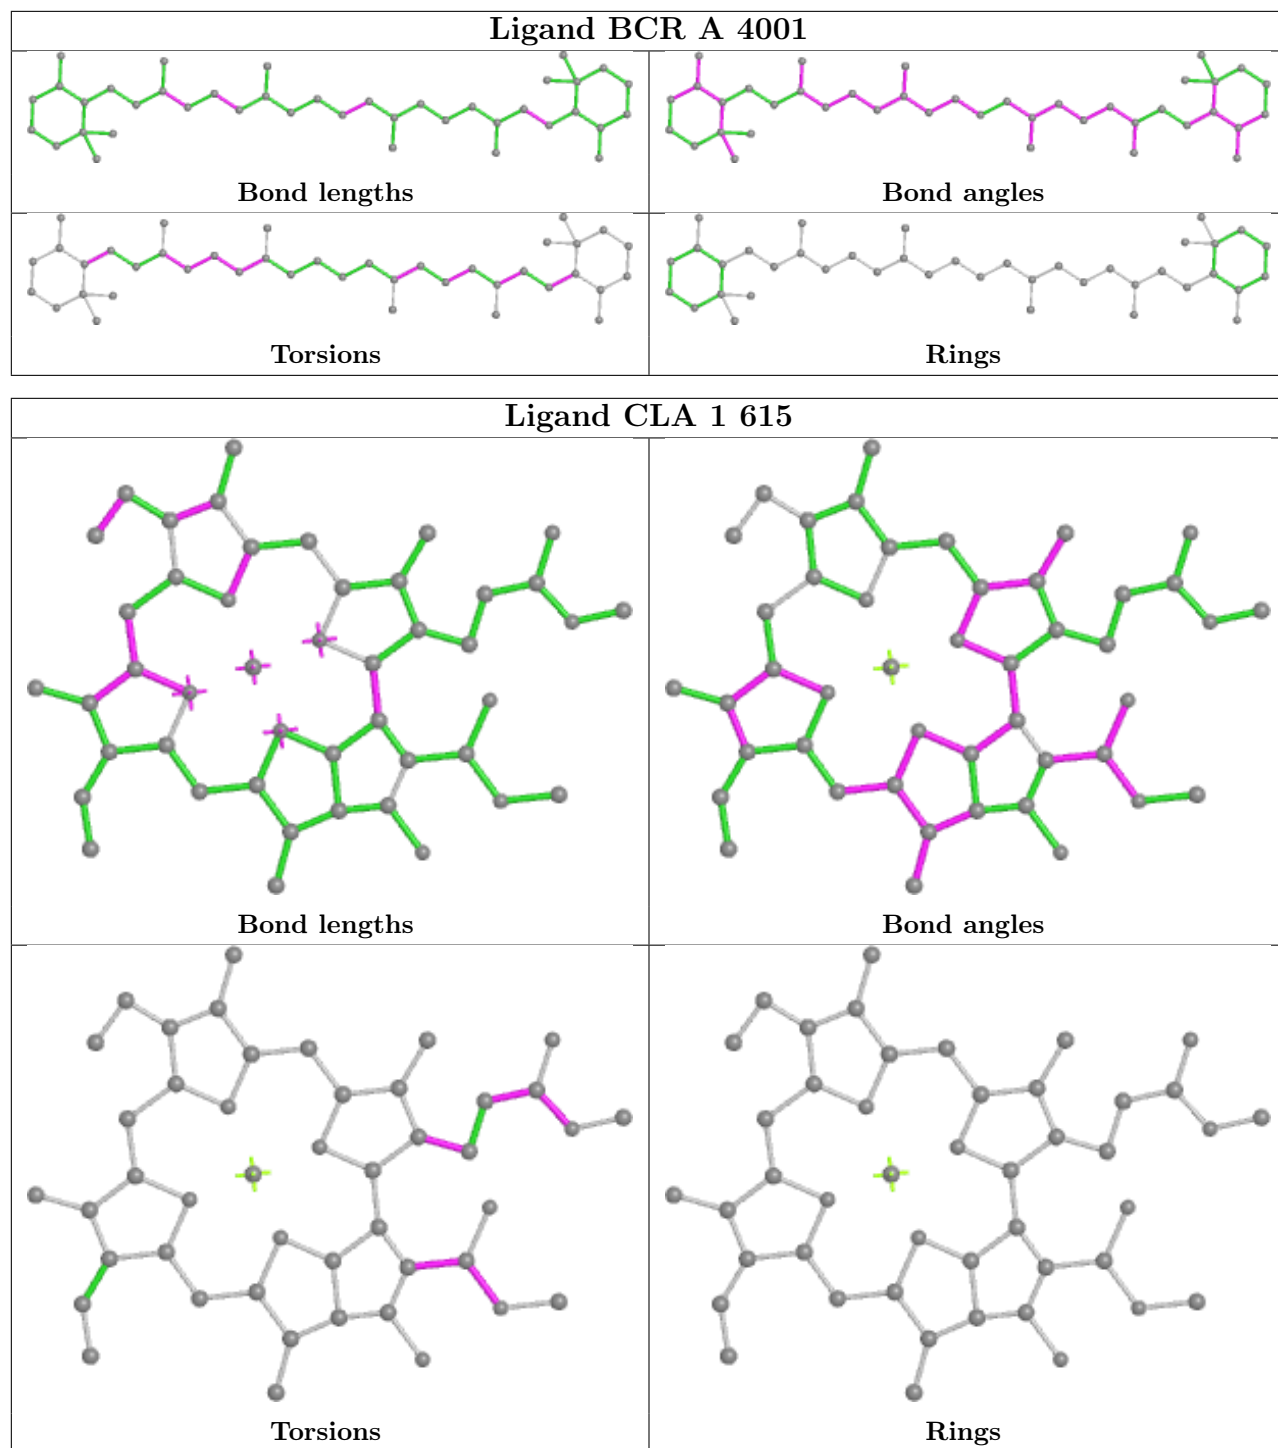 Ligand BCR A 4001
Bond lengths
Bond angles
Torsions
Rings
Ligand CLA 1 615
Bond lengths
Bond angles
Torsions
Rings